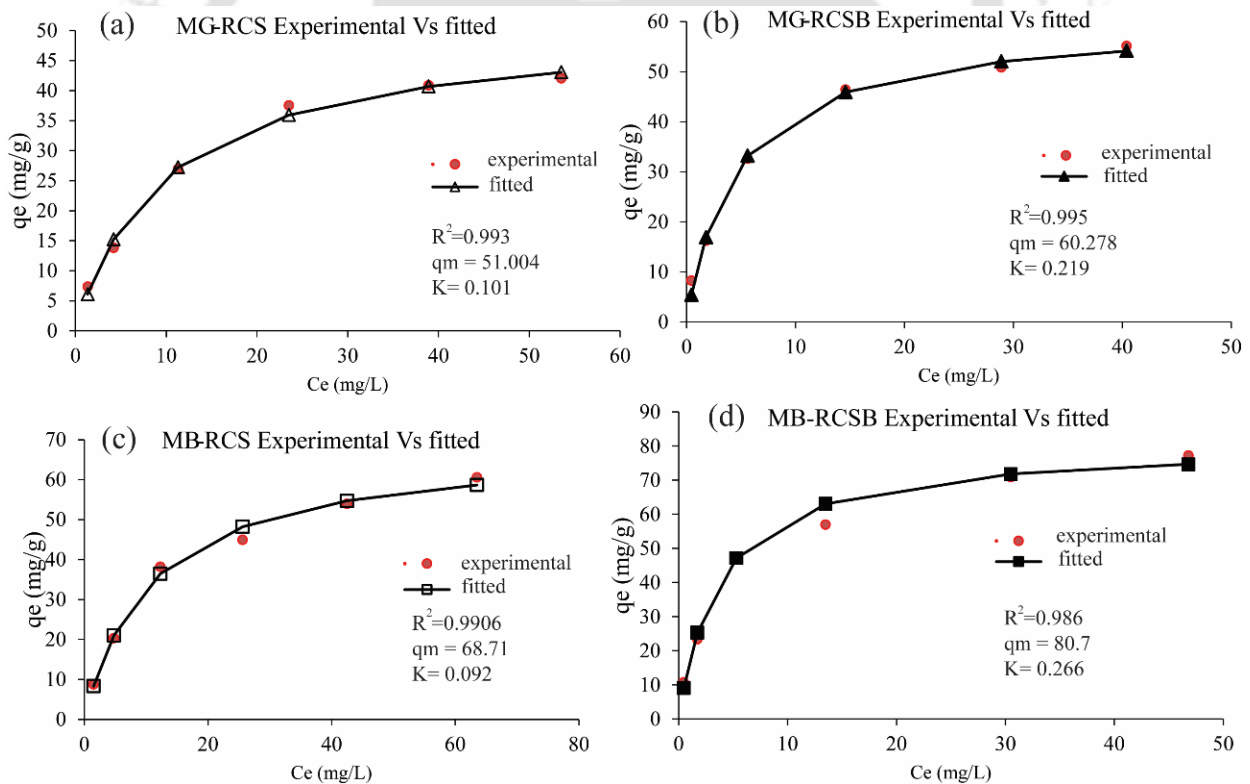 (a) MG-RCS Experimental Vs fitted
50
45
40
35
30
25
20
15
10
5
0
qe (mg/g)
experimental
fitted
R²=0.993
qm = 51.004
K= 0.101
0 10 20 30 40 50 60
Ce (mg/L)
(b) MG-RCSB Experimental Vs fitted
60
50
40
30
20
10
0
qe (mg/g)
experimental
fitted
R²=0.995
qm = 60.278
K= 0.219
0 10 20 30 40 50
Ce (mg/L)
(c) MB-RCS Experimental Vs fitted
70
60
50
40
30
20
10
0
qe (mg/g)
experimental
fitted
R²=0.9906
qm = 68.71
K= 0.092
0 20 40 60 80
Ce (mg/L)
(d) MB-RCSB Experimental Vs fitted
90
80
70
60
50
40
30
20
10
0
qe (mg/g)
experimental
fitted
R²=0.986
qm = 80.7
K= 0.266
0 10 20 30 40 50
Ce (mg/L)